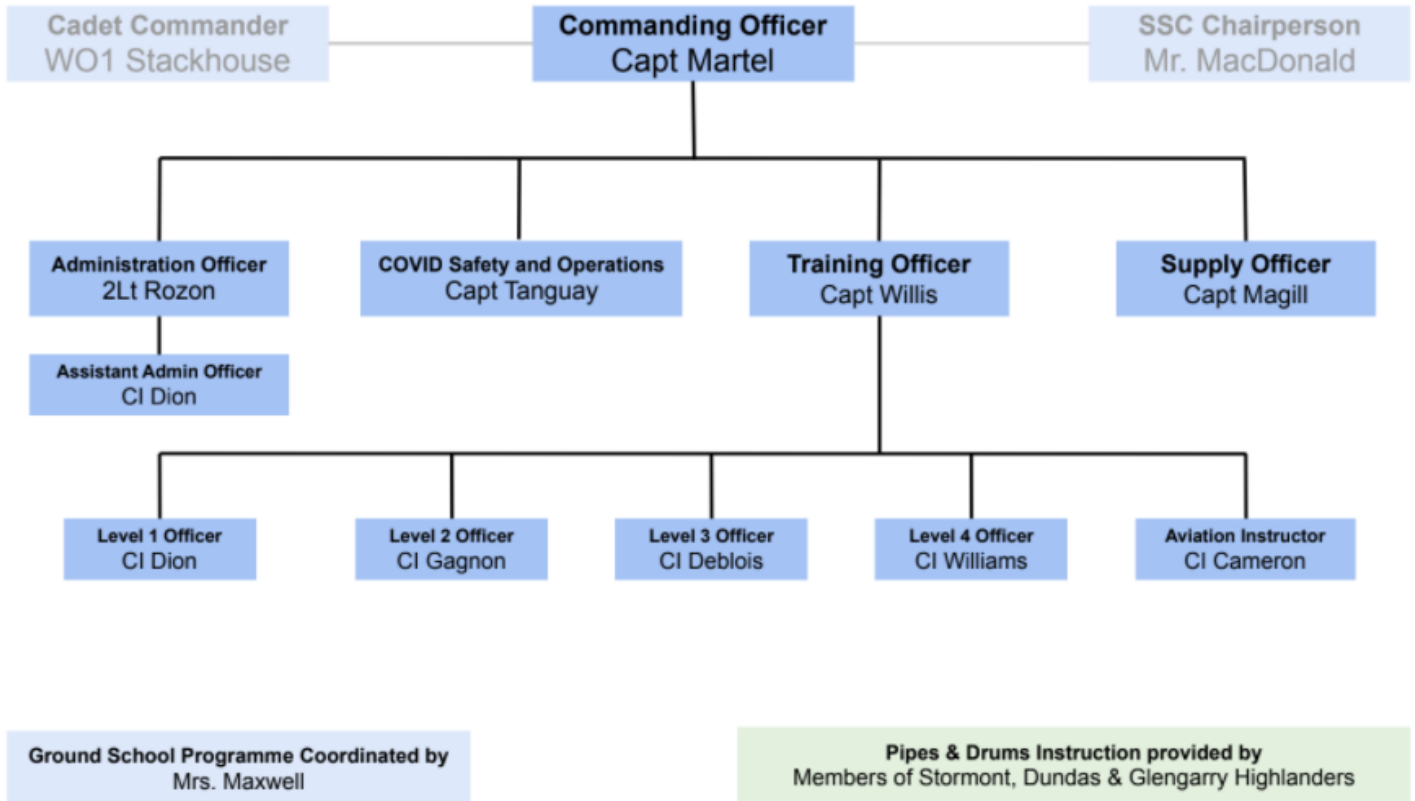 Cadet Commander
WO1 Stackhouse
Commanding Officer
Capt Martel
SSC Chairperson
Mr. MacDonald
Administration Officer
2Lt Rozon
COVID Safety and Operations
Capt Tanguay
Training Officer
Capt Willis
Supply Officer
Capt Magill
Assistant Admin Officer
CI Dion
Level 1 Officer
CI Dion
Level 2 Officer
CI Gagnon
Level 3 Officer
CI Deblois
Level 4 Officer
CI Williams
Aviation Instructor
CI Cameron
Ground School Programme Coordinated by
Mrs. Maxwell
Pipes & Drums Instruction provided by
Members of Stormont, Dundas & Glengarry Highlanders